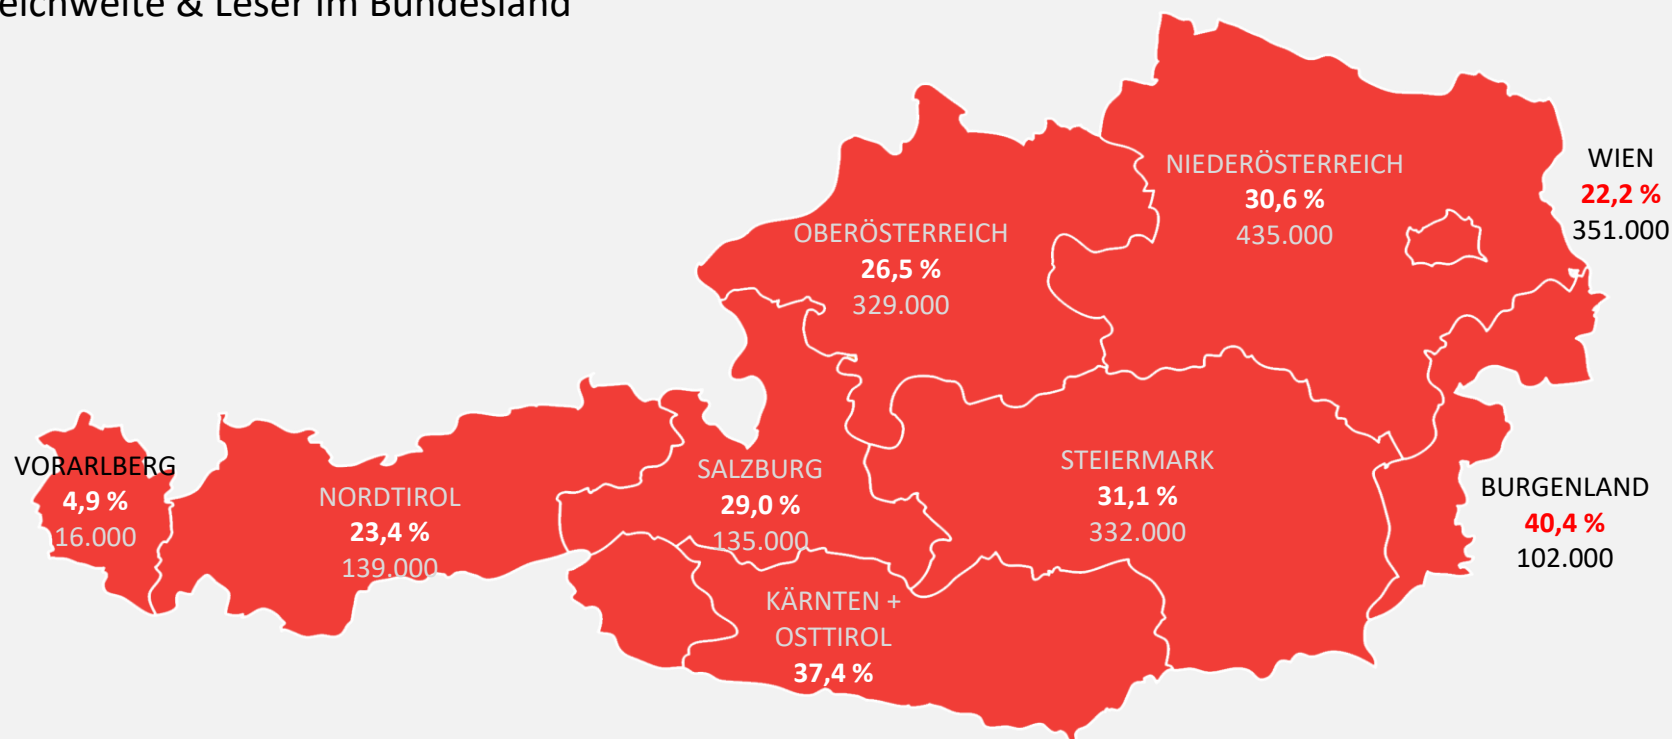 & Leser im Bundesland
NIEDERÖSTERREICH
30,6 %
435.000
WIEN
22,2 %
351.000
OBERÖSTERREICH
26,5 %
329.000
VORARLBERG
4,9 %
16.000
NORDTIROL
23,4 %
139.000
SALZBURG
29,0 %
135.000
STEIERMARK
31,1 %
332.000
BURGENLAND
40,4 %
102.000
KÄRNTEN +
OSTTIROL
37,4 %